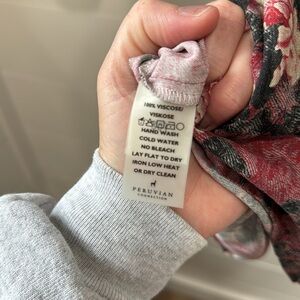 100% VISCOSE/
VISKOSE
HAND WASH
COLD WATER
NO BLEACH
LAY FLAT TO DRY
IRON LOW HEAT
OR DRY CLEAN
PERUVIAN
CONNECTION